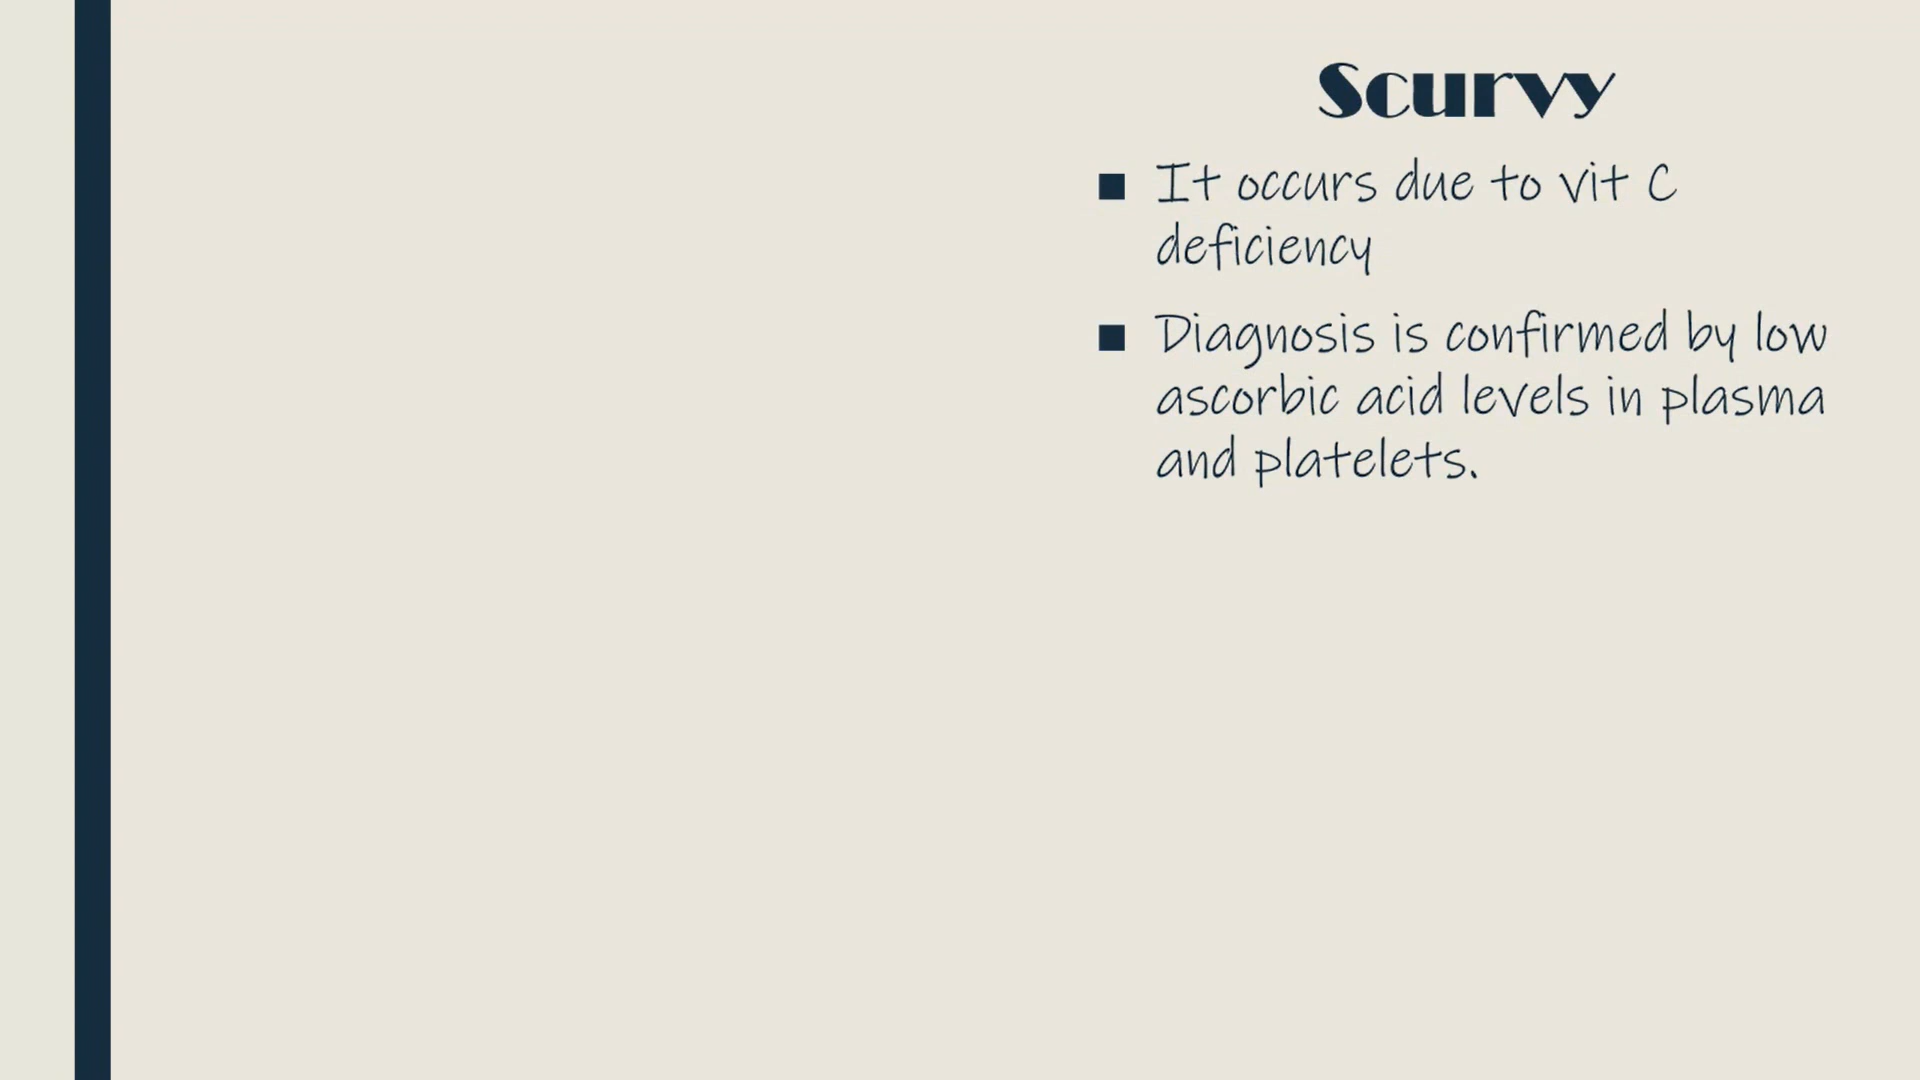 Scurvy
It occurs due to vit C
deficiency
Diagnosis is confirmed by low
ascorbic acid levels in plasma
and platelets.